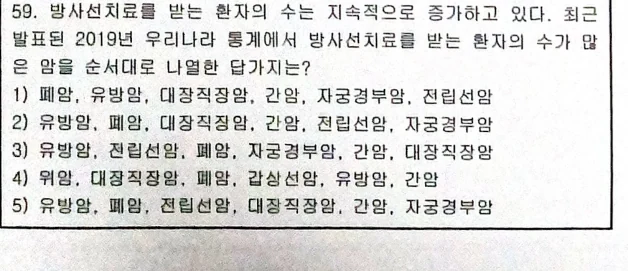 59. 방사선치료를 받는 환자의 수는 지속적으로 증가하고 있다. 최근
발표된 2019년 우리나라 통계에서 방사선치료를 받는 환자의 수가 많
은 암을 순서대로 나열한 답가지는?
1) 폐암, 유방암, 대장직장암, 간암, 자궁경부암, 전립선암
2) 유방암, 폐암, 대장직장암, 간암, 전립선암, 자궁경부암
3) 유방암, 전립선암, 폐암, 자궁경부암, 간암, 대장직장암
4) 위암, 대장직장암, 폐암, 갑상선암, 유방암, 간암
5) 유방암, 폐암, 전립선암, 대장직장암, 간암, 자궁경부암